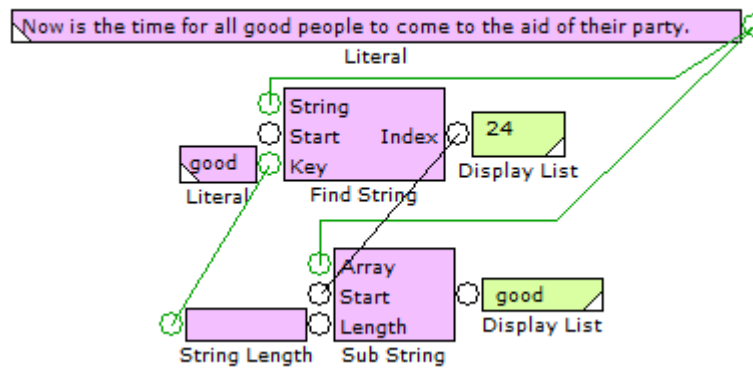 Now is the time for all good people to come to the aid of their party.
Literal
String
Start Index
24
good
Key
Display List
Literal
Find String
Array
Start
good
Length
Display List
String Length
Sub String